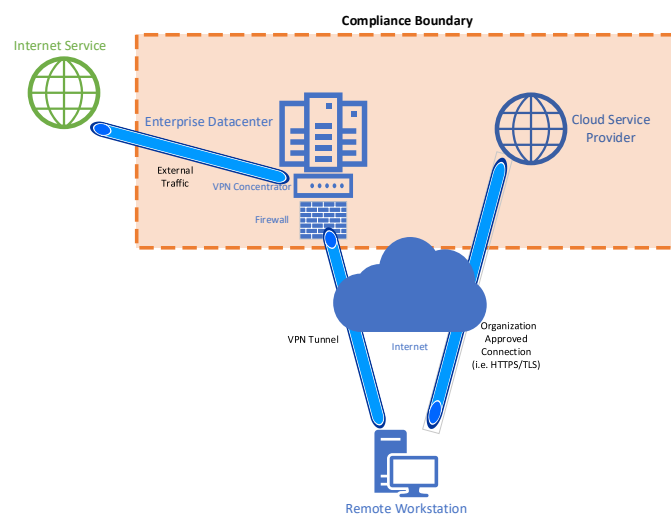 Compliance Boundary
Internet Service
Enterprise Datacenter
Cloud Service
Provider
External
Traffic
VPN Concentrator
Firewall
VPN Tunnel
Internet
Organization
Approved
Connection
(i.e. HTTPS/TLS)
Remote Workstation